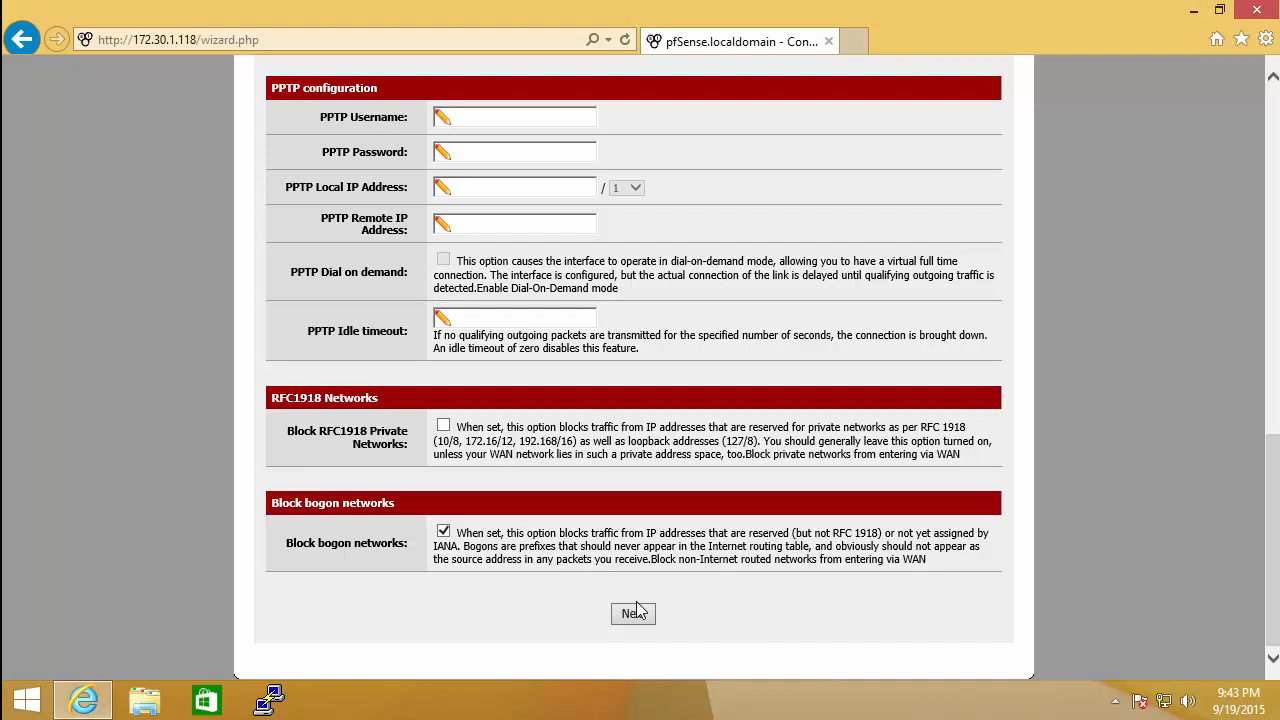 http://172.30.1.118/wizard.php
pfSense.localdomain - Con...
PPTP configuration
PPTP Username:
PPTP Password:
PPTP Local IP Address:
/ 1
PPTP Remote IP
Address:
PPTP Dial on demand:
This option causes the interface to operate in dial-on-demand mode, allowing you to have a virtual full time
connection. The interface is configured, but the actual connection of the link is delayed until qualifying outgoing traffic is
detected.Enable Dial-On-Demand mode
PPTP Idle timeout:
If no qualifying outgoing packets are transmitted for the specified number of seconds, the connection is brought down.
An idle timeout of zero disables this feature.
RFC1918 Networks
Block RFC1918 Private
Networks:
When set, this option blocks traffic from IP addresses that are reserved for private networks as per RFC 1918
(10/8, 172.16/12, 192.168/16) as well as loopback addresses (127/8). You should generally leave this option turned on,
unless your WAN network lies in such a private address space, too.Block private networks from entering via WAN
Block bogon networks
Block bogon networks:
When set, this option blocks traffic from IP addresses that are reserved (but not RFC 1918) or not yet assigned by
IANA. Bogons are prefixes that should never appear in the Internet routing table, and obviously should not appear as
the source address in any packets you receive.Block non-Internet routed networks from entering via WAN
9:43 PM
9/19/2015